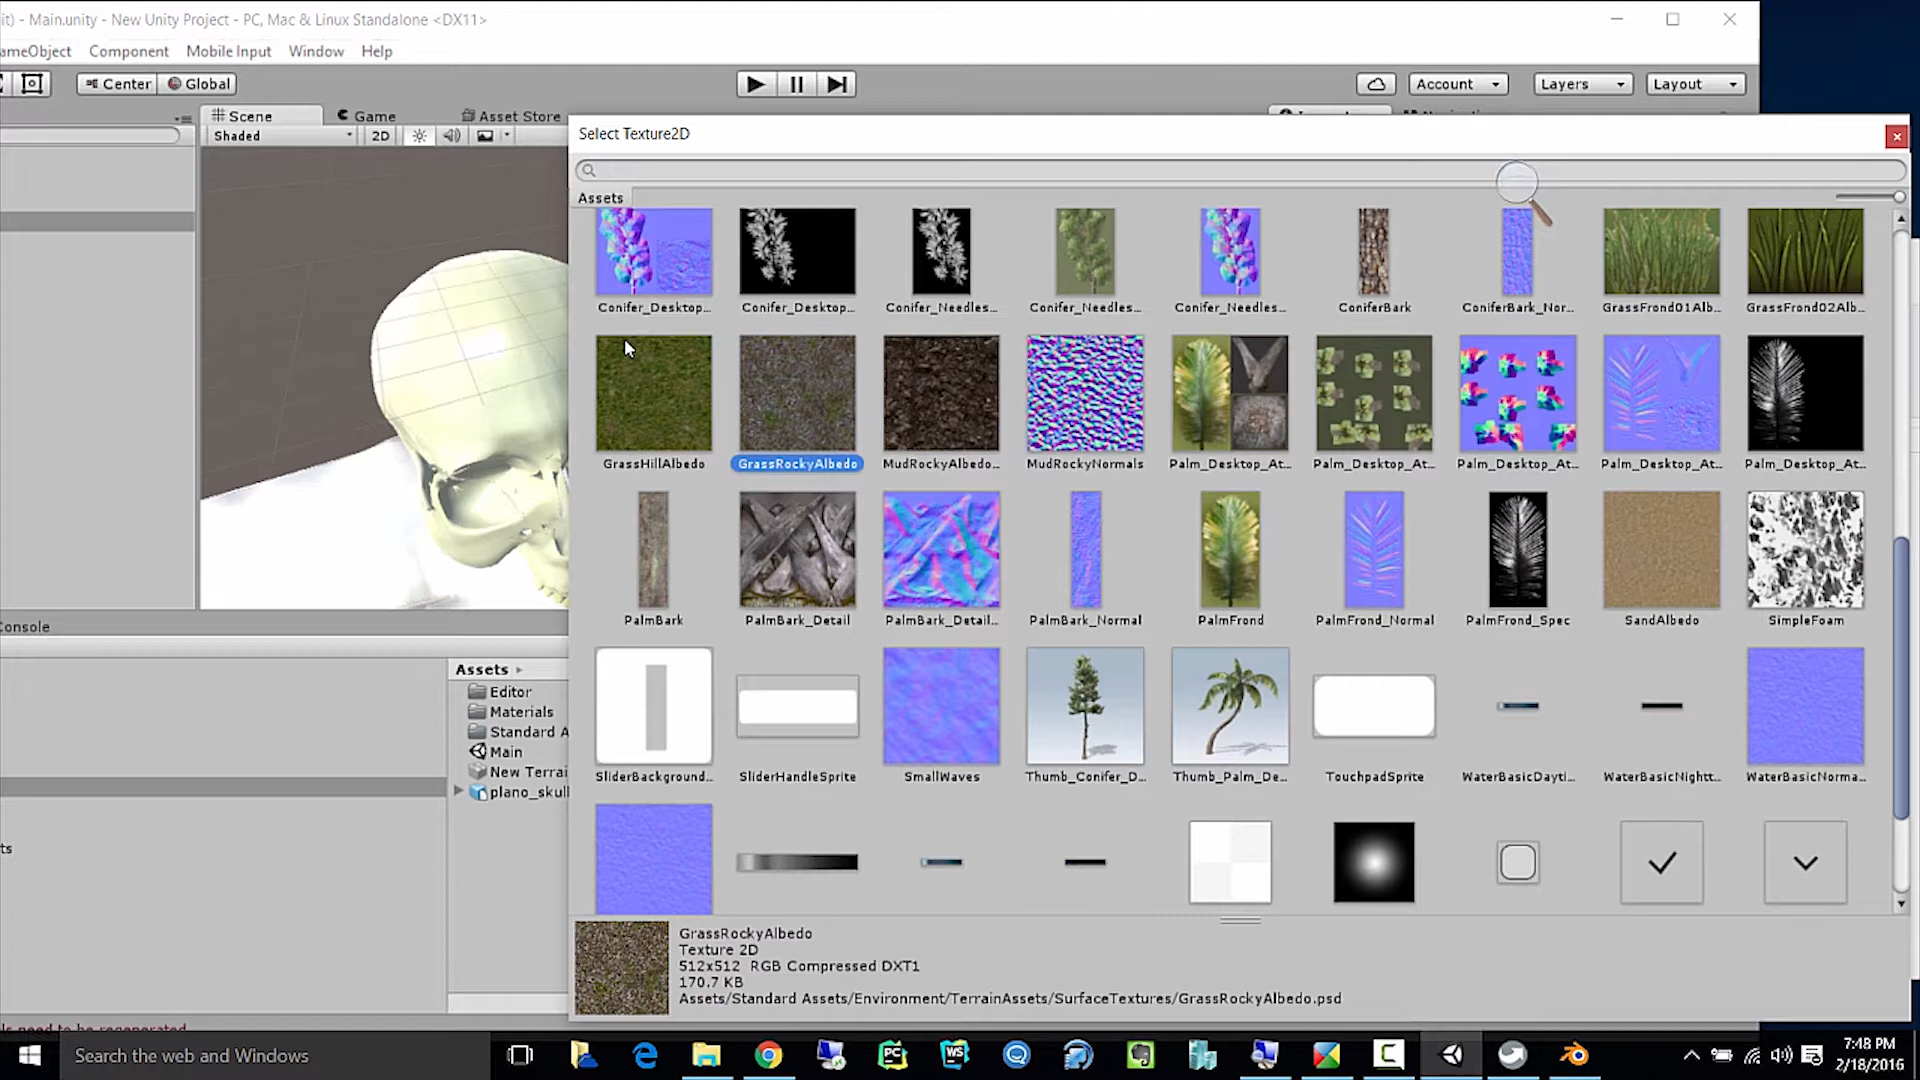 it) - Main.unity - New Unity Project - PC, Mac & Linux Standalone <DX11>
ameObject Component Mobile Input Window Help
Center Global Account Layers Layout
Scene Game Asset Store
Shaded 2D
Select Texture2D
Assets
Conifer_Desktop... Conifer_Desktop... Conifer_Needles... Conifer_Needles... Conifer_Needles... ConiferBark ConiferBark_Nor... GrassFrond01Alb... GrassFrond02Alb...
GrassHillAlbedo GrassRockyAlbedo MudRockyAlbedo... MudRockyNormals Palm_Desktop_At... Palm_Desktop_At... Palm_Desktop_At... Palm_Desktop_At... Palm_Desktop_At...
PalmBark PalmBark_Detail PalmBark_Detail... PalmBark_Normal PalmFrond PalmFrond_Normal PalmFrond_Spec SandAlbedo SimpleFoam
Console
SliderBackground... SliderHandleSprite SmallWaves Thumb_Conifer_D... Thumb_Palm_De... TouchpadSprite WaterBasicDayti... WaterBasicNightt... WaterBasicNorma...
Assets
Editor
Materials
Standard A
Main
New Terrai
plano_skull
ts
GrassRockyAlbedo
Texture 2D
512x512 RGB Compressed DXT1
170.7 KB
Assets/Standard Assets/Environment/TerrainAssets/SurfaceTextures/GrassRockyAlbedo.psd
ls need to be regenerated
Search the web and Windows
7:48 PM
2/18/2016